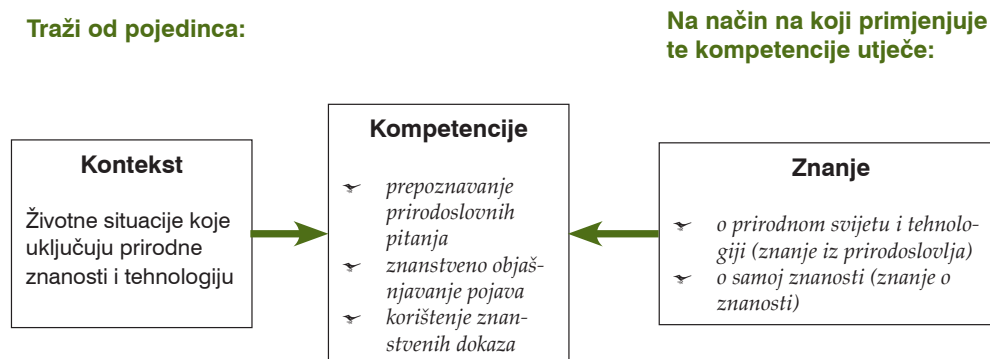 Traži od pojedinca:
Na način na koji primjenjuje
te kompetencije utječe:
Kontekst
Životne situacije koje
uključuju prirodne
znanosti i tehnologiju
Kompetencije
prepoznavanje
prirodoslovnih
pitanja
znanstveno objaš-
njavanje pojava
korištenje znan-
stvenih dokaza
Znanje
o prirodnom svijetu i tehnolo-
giji (znanje iz prirodoslovlja)
o samoj znanosti (znanje o
znanosti)